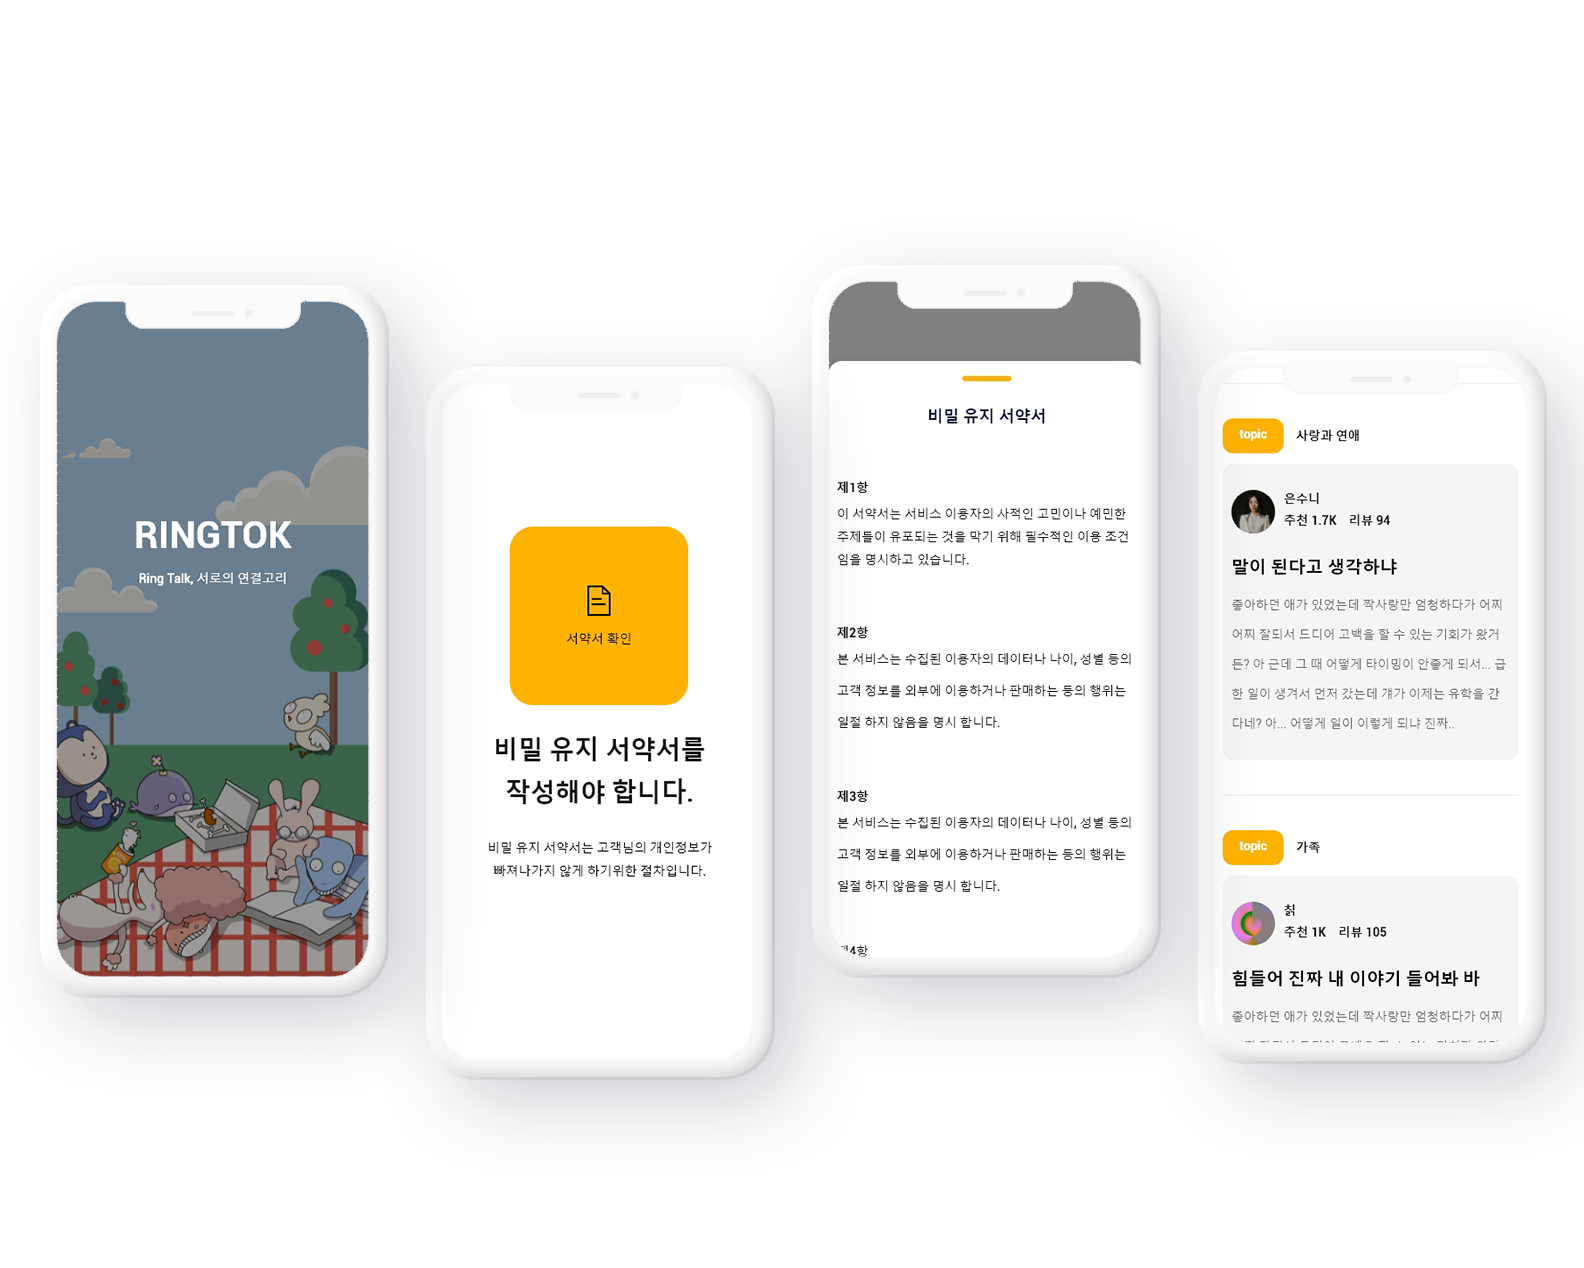 RINGTOK
Ring Talk, 서로의 연결고리
서약서 확인
비밀 유지 서약서를
작성해야 합니다.
비밀 유지 서약서는 고객님의 개인정보가
빠져나가지 않게 하기위한 절차입니다.
비밀 유지 서약서
제1항
이 서약서는 서비스 이용자의 사적인 고민이나 예민한
주제들이 유포되는 것을 막기 위해 필수적인 이용 조건
임을 명시하고 있습니다.
제2항
본 서비스는 수집된 이용자의 데이터나 나이, 성별 등의
고객 정보를 외부에 이용하거나 판매하는 등의 행위는
일절 하지 않음을 명시 합니다.
제3항
본 서비스는 수집된 이용자의 데이터나 나이, 성별 등의
고객 정보를 외부에 이용하거나 판매하는 등의 행위는
일절 하지 않음을 명시 합니다.
제4항
topic 사랑과 연애
은수니
추천 1.7K 리뷰 94
말이 된다고 생각하냐
좋아하던 애가 있었는데 짝사랑만 엄청하다가 어찌
어찌 잘되서 드디어 고백을 할 수 있는 기회가 왔거
든? 아 근데 그 때 어떻게 타이밍이 안좋게 되서... 급
한 일이 생겨서 먼저 갔는데 걔가 이제는 유학을 간
다네? 아... 어떻게 일이 이렇게 되냐 진짜..
topic 가족
칡
추천 1K 리뷰 105
힘들어 진짜 내 이야기 들어봐 바
좋아하던 애가 있었는데 짝사랑만 엄청하다가 어찌